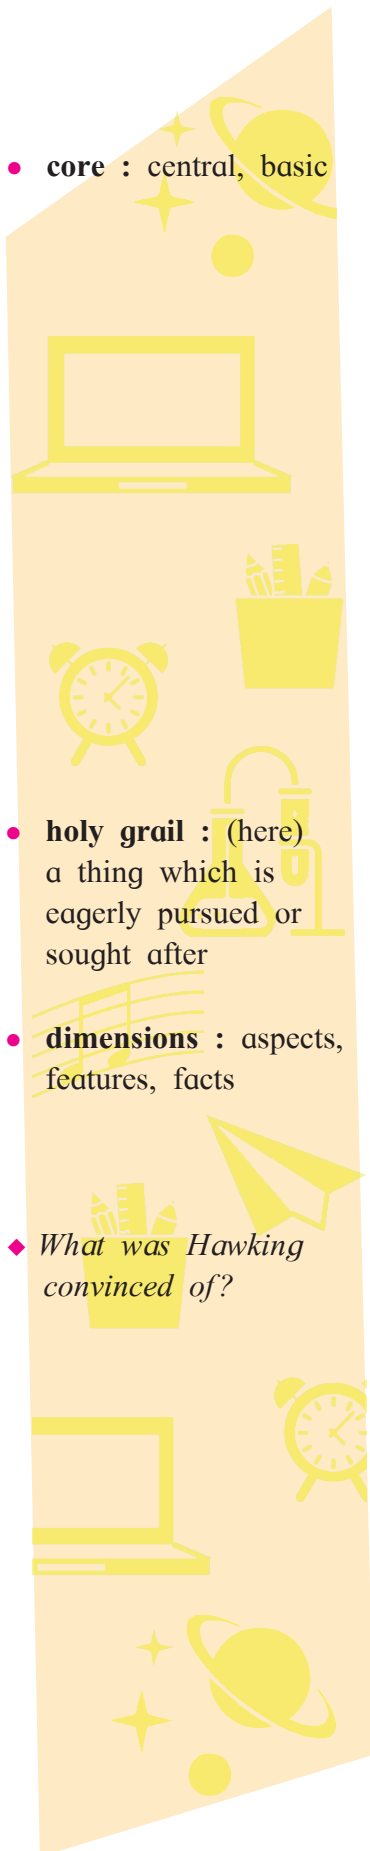 • core : central, basic
• holy grail : (here)
a thing which is
eagerly pursued or
sought after
• dimensions : aspects,
features, facts
◆ What was Hawking
convinced of?